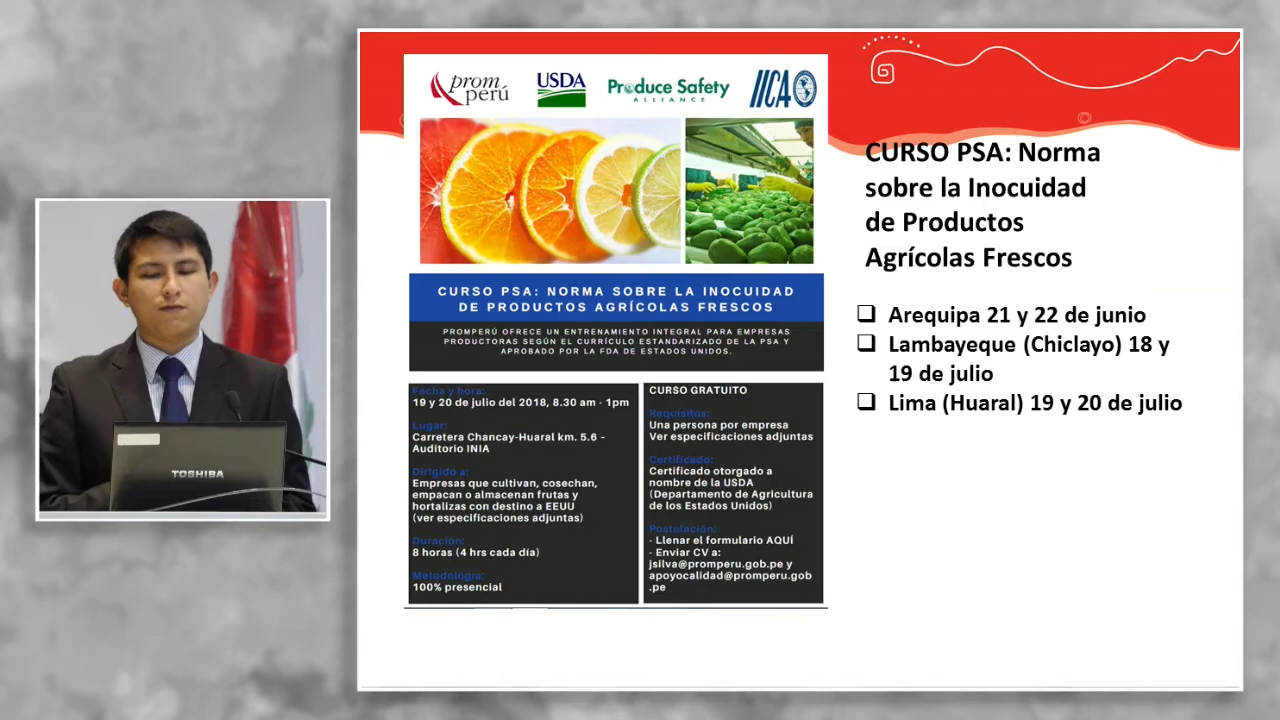 prom
perú
USDA
Produce Safety
ALLIANCE
IICA
CURSO PSA: NORMA SOBRE LA INOCUIDAD
DE PRODUCTOS AGRÍCOLAS FRESCOS
PROMPERÚ OFRECE UN ENTRENAMIENTO INTEGRAL PARA EMPRESAS
PRODUCTORAS SEGÚN EL CURRÍCULO ESTANDARIZADO DE LA PSA Y
APROBADO POR LA FDA DE ESTADOS UNIDOS.
Fecha y hora:
19 y 20 de julio del 2018, 8.30 am - 1pm
Lugar:
Carretera Chancay-Huaral km. 5.6 –
Auditorio INIA
Dirigido a:
Empresas que cultivan, cosechan,
empacan o almacenan frutas y
hortalizas con destino a EEUU
(ver especificaciones adjuntas)
Duración:
8 horas (4 hrs cada día)
Metodología:
100% presencial
CURSO GRATUITO
Requisitos:
Una persona por empresa
Ver especificaciones adjuntas
Certificado:
Certificado otorgado a
nombre de la USDA
(Departamento de Agricultura
de los Estados Unidos)
Postulación:
- Llenar el formulario AQUÍ
- Enviar CV a:
jsilva@promperu.gob.pe y
apoyocalidad@promperu.gob
.pe
CURSO PSA: Norma
sobre la Inocuidad
de Productos
Agrícolas Frescos
Arequipa 21 y 22 de junio
Lambayeque (Chiclayo) 18 y
19 de julio
Lima (Huaral) 19 y 20 de julio
TOSHIBA